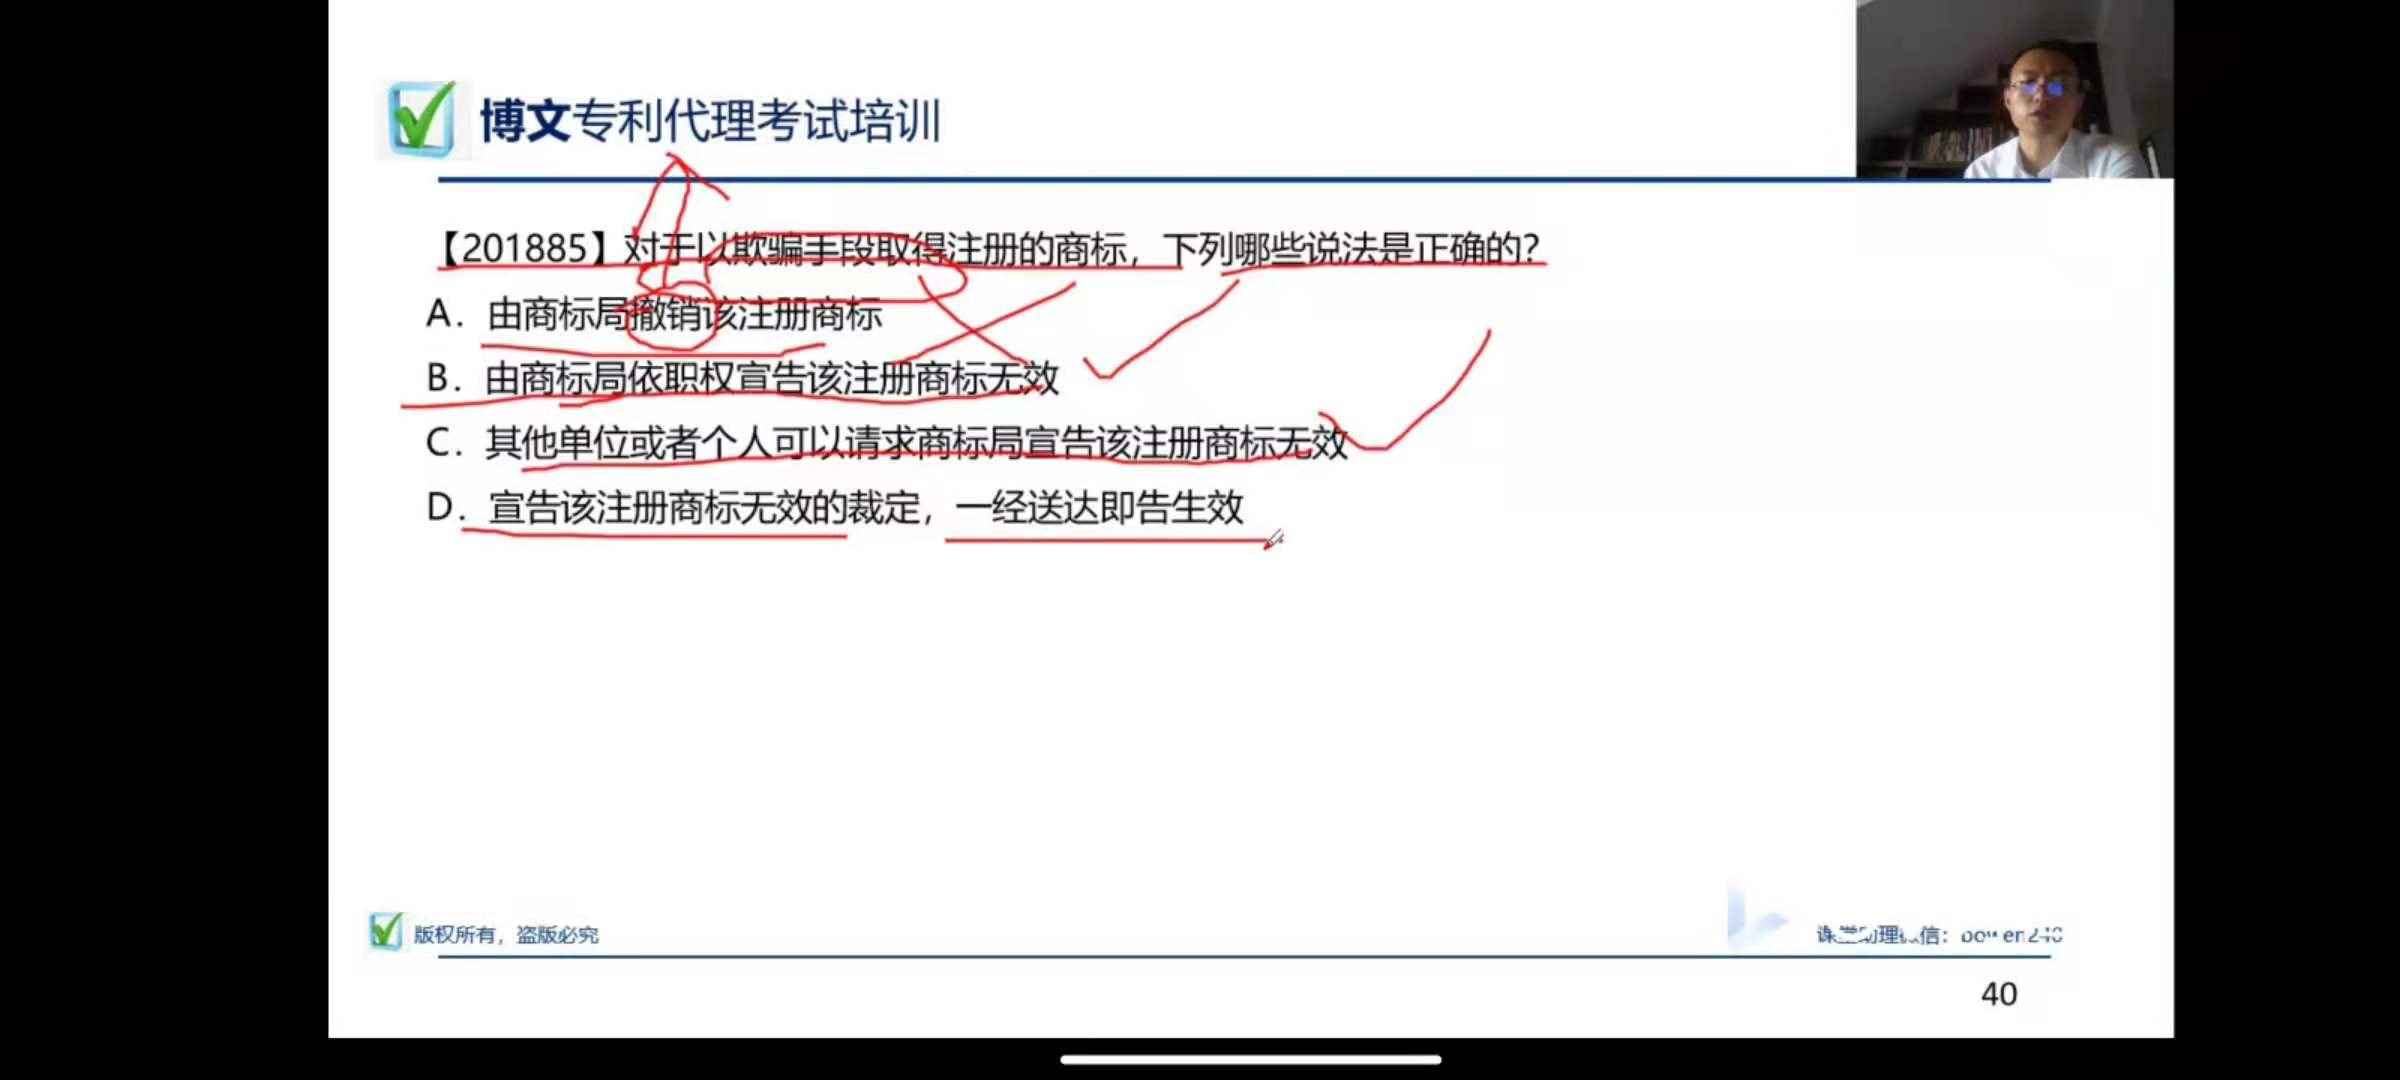 博文专利代理考试培训
【201885】对于以欺骗手段取得注册的商标，下列哪些说法是正确的？
A. 由商标局撤销该注册商标
B. 由商标局依职权宣告该注册商标无效
C. 其他单位或者个人可以请求商标局宣告该注册商标无效
D. 宣告该注册商标无效的裁定，一经送达即告生效
版权所有，盗版必究
40